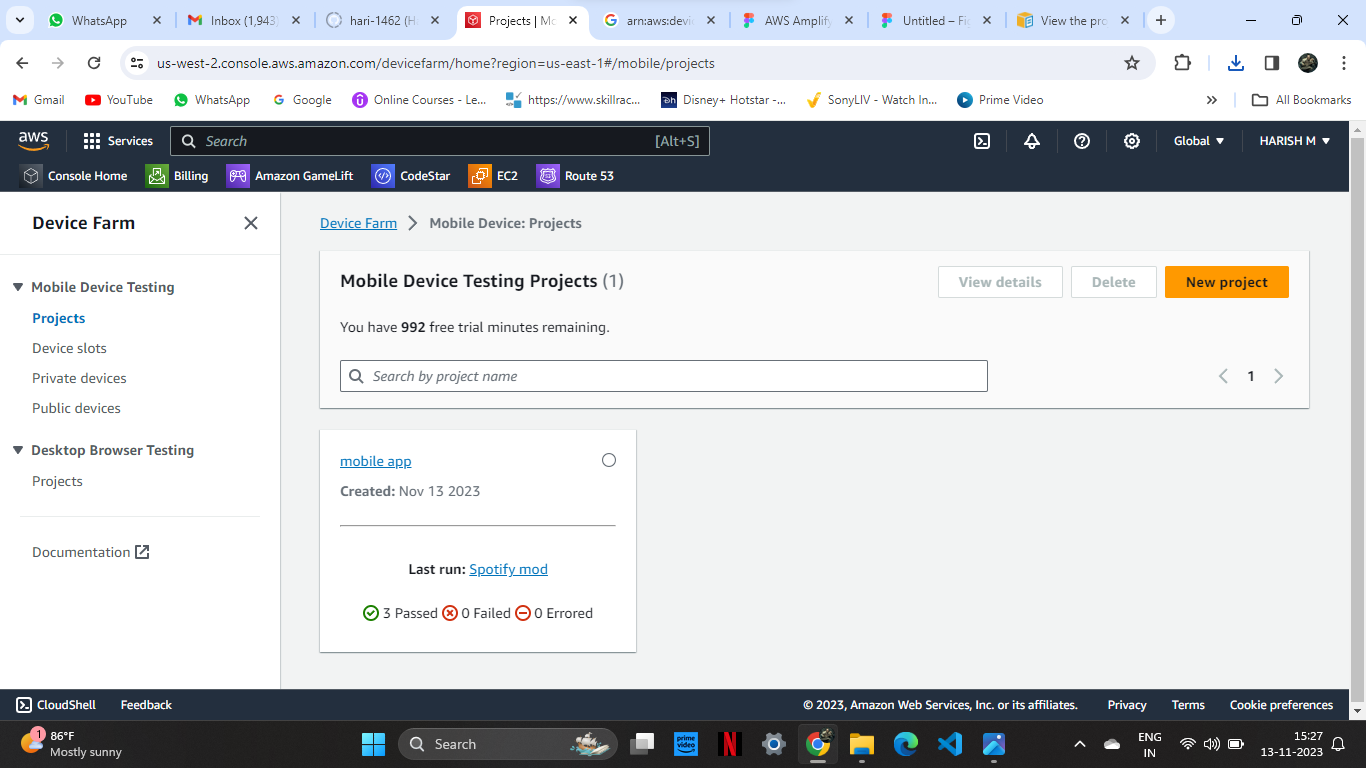 WhatsApp
Inbox (1,943)
hari-1462 (Ha
Projects | Mo
arn:aws:devi
AWS Amplify
Untitled – Fig
View the pro
us-west-2.console.aws.amazon.com/devicefarm/home?region=us-east-1#/mobile/projects
Gmail
YouTube
WhatsApp
Google
Online Courses - Le...
https://www.skillrac...
Disney+ Hotstar -...
SonyLIV - Watch In...
Prime Video
All Bookmarks
aws
Services
Search
[Alt+S]
Global
HARISH M
Console Home
Billing
Amazon GameLift
CodeStar
EC2
Route 53
Device Farm
Mobile Device Testing
Projects
Device slots
Private devices
Public devices
Desktop Browser Testing
Projects
Documentation
Device Farm
Mobile Device: Projects
Mobile Device Testing Projects (1)
View details
Delete
New project
You have 992 free trial minutes remaining.
Search by project name
1
mobile app
Created: Nov 13 2023
Last run: Spotify mod
3 Passed 0 Failed 0 Errored
CloudShell
Feedback
© 2023, Amazon Web Services, Inc. or its affiliates.
Privacy
Terms
Cookie preferences
1
86°F
Mostly sunny
Search
prime video
N
ENG
IN
15:27
13-11-2023